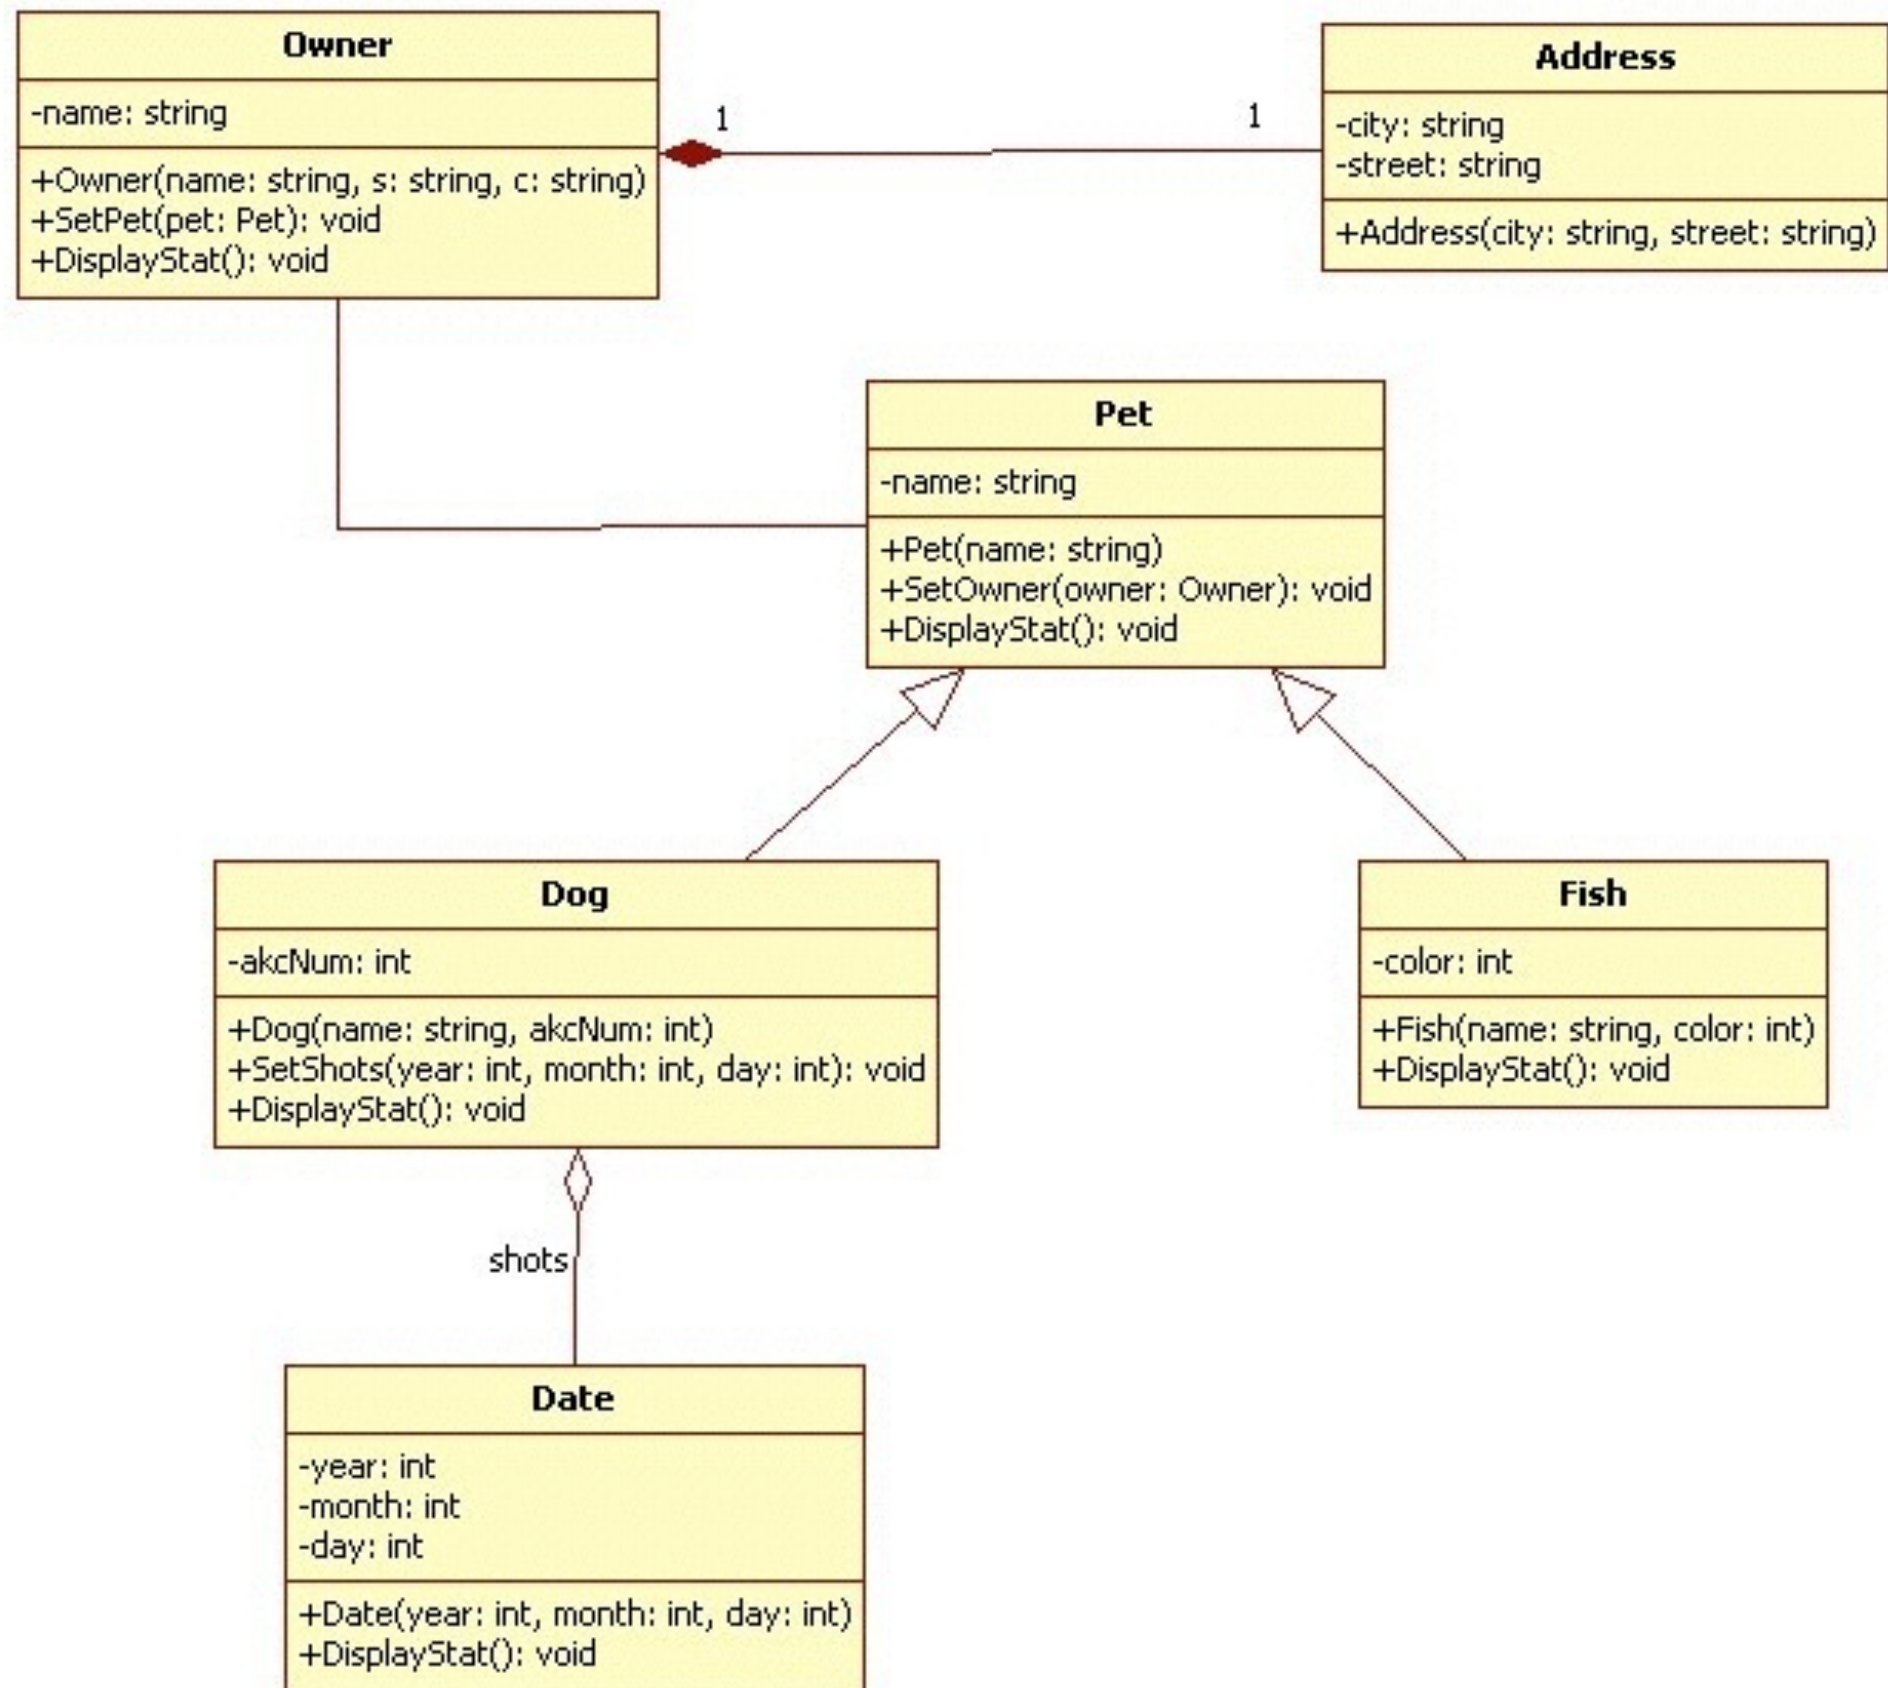 Owner
-name: string
+Owner(name: string, s: string, c: string)
+SetPet(pet: Pet): void
+DisplayStat(): void
1
1
Address
-city: string
-street: string
+Address(city: string, street: string)
Pet
-name: string
+Pet(name: string)
+SetOwner(owner: Owner): void
+DisplayStat(): void
Dog
-akcNum: int
+Dog(name: string, akcNum: int)
+SetShots(year: int, month: int, day: int): void
+DisplayStat(): void
Fish
-color: int
+Fish(name: string, color: int)
+DisplayStat(): void
shots
Date
-year: int
-month: int
-day: int
+Date(year: int, month: int, day: int)
+DisplayStat(): void